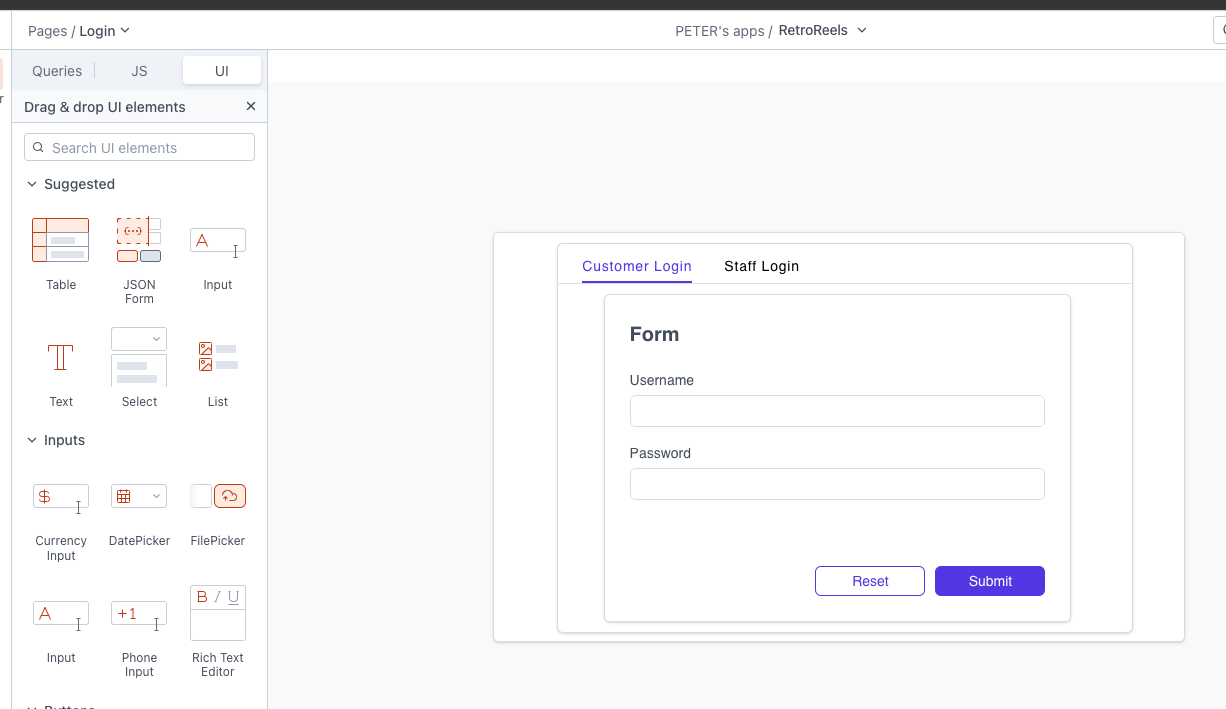 Pages / Login
PETER's apps / RetroReels
Queries
JS
UI
Drag & drop UI elements
Search UI elements
Suggested
Table
JSON
Form
Input
Text
Select
List
Inputs
Currency
Input
DatePicker
FilePicker
Input
+1
Phone
Input
B / U
Rich Text
Editor
Customer Login
Staff Login
Form
Username
Password
Reset
Submit